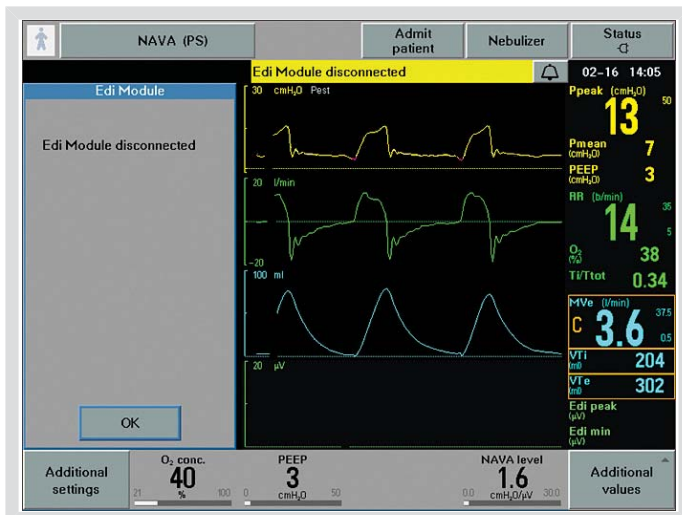 NAVA (PS)
Admit
patient
Nebulizer
Status
Edi Module disconnected
02-16 14:05
Edi Module
Edi Module disconnected
OK
30 cmH₂O Pest
20 l/min
-20
100 ml
20 µV
Ppeak (cmH₂O)
13
50
Pmean
(cmH₂O)
7
PEEP
(cmH₂O)
3
RR (b/min)
14
35
5
O₂
(%)
38
Ti/Ttot
0.34
MVe (l/min)
C
3.6
37.5
0.5
VTi
(ml)
204
VTe
(ml)
302
Edi peak
(µV)
Edi min
(µV)
Additional
settings
O₂ conc.
40
21 % 100
PEEP
3
0 cmH₂O 50
NAVA level
1.6
0.0 cmH₂O/µV 30.0
Additional
values